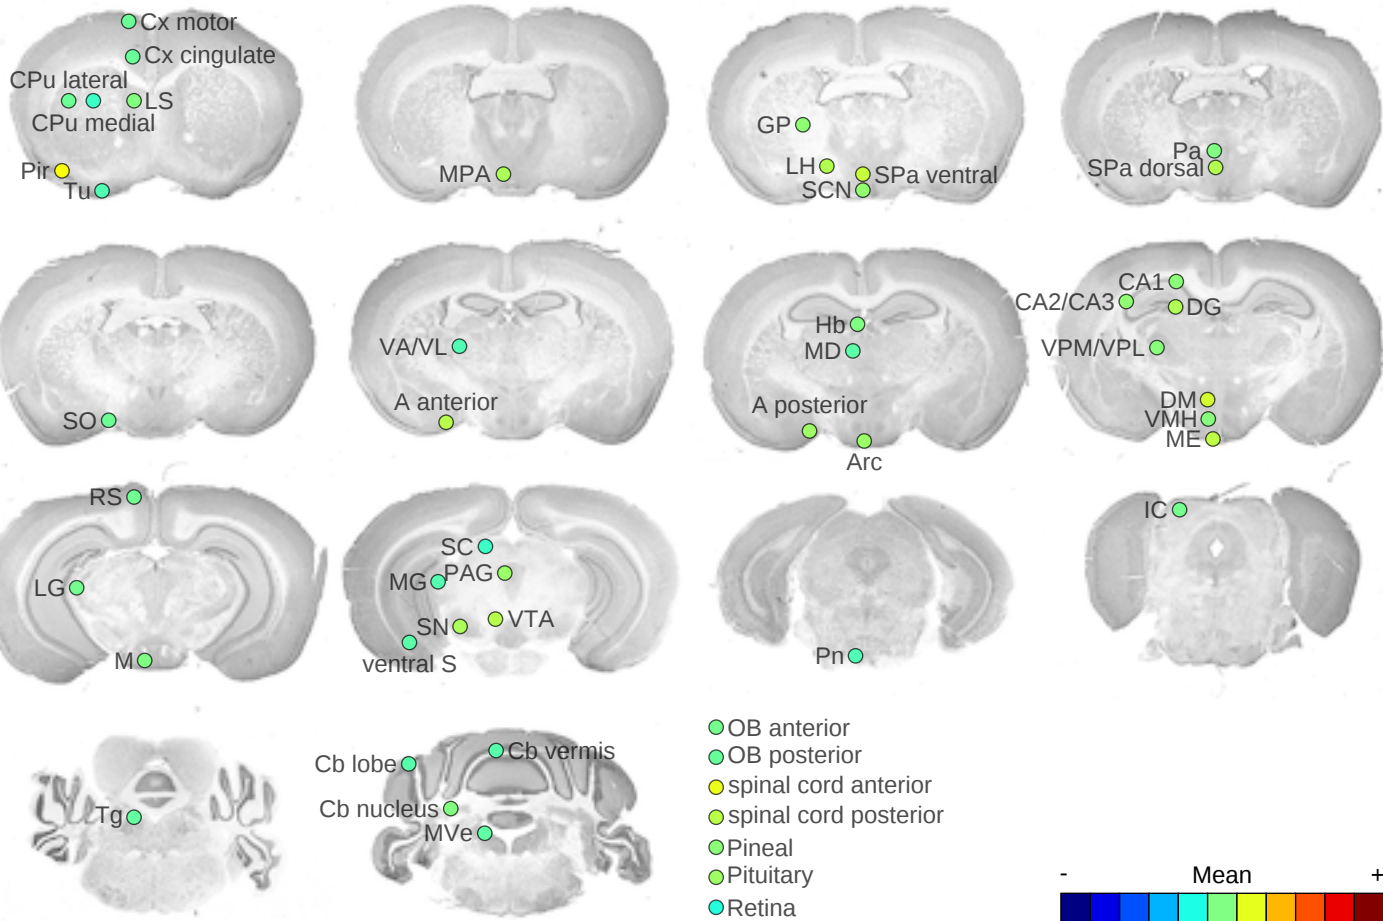 Cx motor
Cx cingulate
CPu lateral
LS
CPu medial
Pir
Tu
MPA
GP
LH
SPa ventral
SCN
Pa
SPa dorsal
SO
VA/VL
A anterior
Hb
MD
A posterior
Arc
CA1
CA2/CA3
DG
VPM/VPL
DM
VMH
ME
RS
LG
M
SC
PAG
MG
SN
VTA
ventral S
Pn
IC
Tg
Cb lobe
Cb vermis
Cb nucleus
MVe
OB anterior
OB posterior
spinal cord anterior
spinal cord posterior
Pineal
Pituitary
Retina
- Mean +